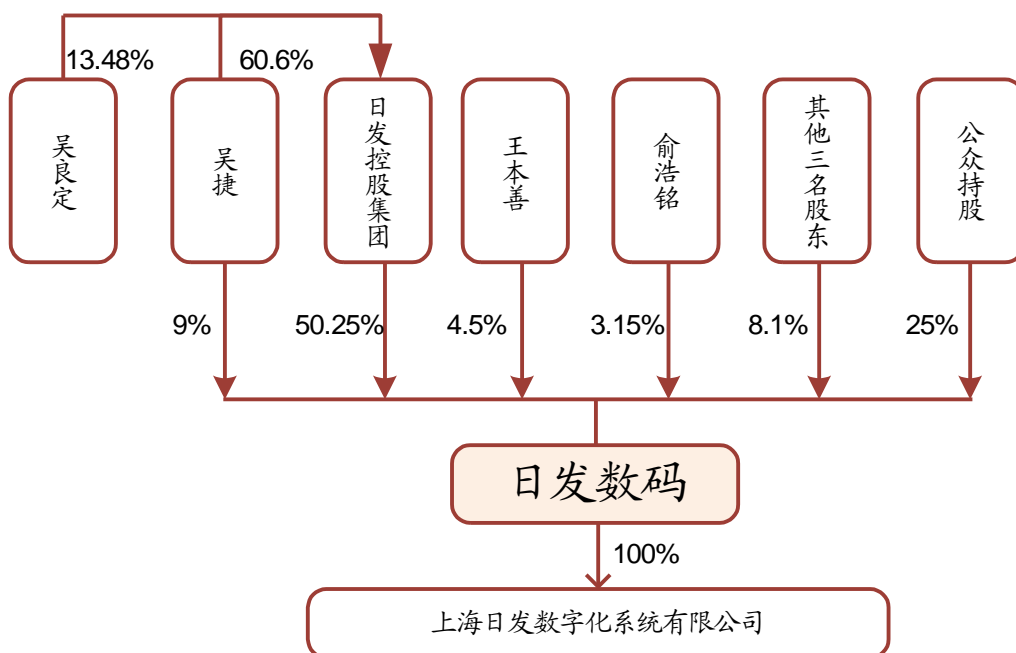 13.48%
60.6%
吴良定
吴捷
日发控股集团
王本善
俞浩铭
其他三名股东
公众持股
9%
50.25%
4.5%
3.15%
8.1%
25%
日发数码
100%
上海日发数字化系统有限公司